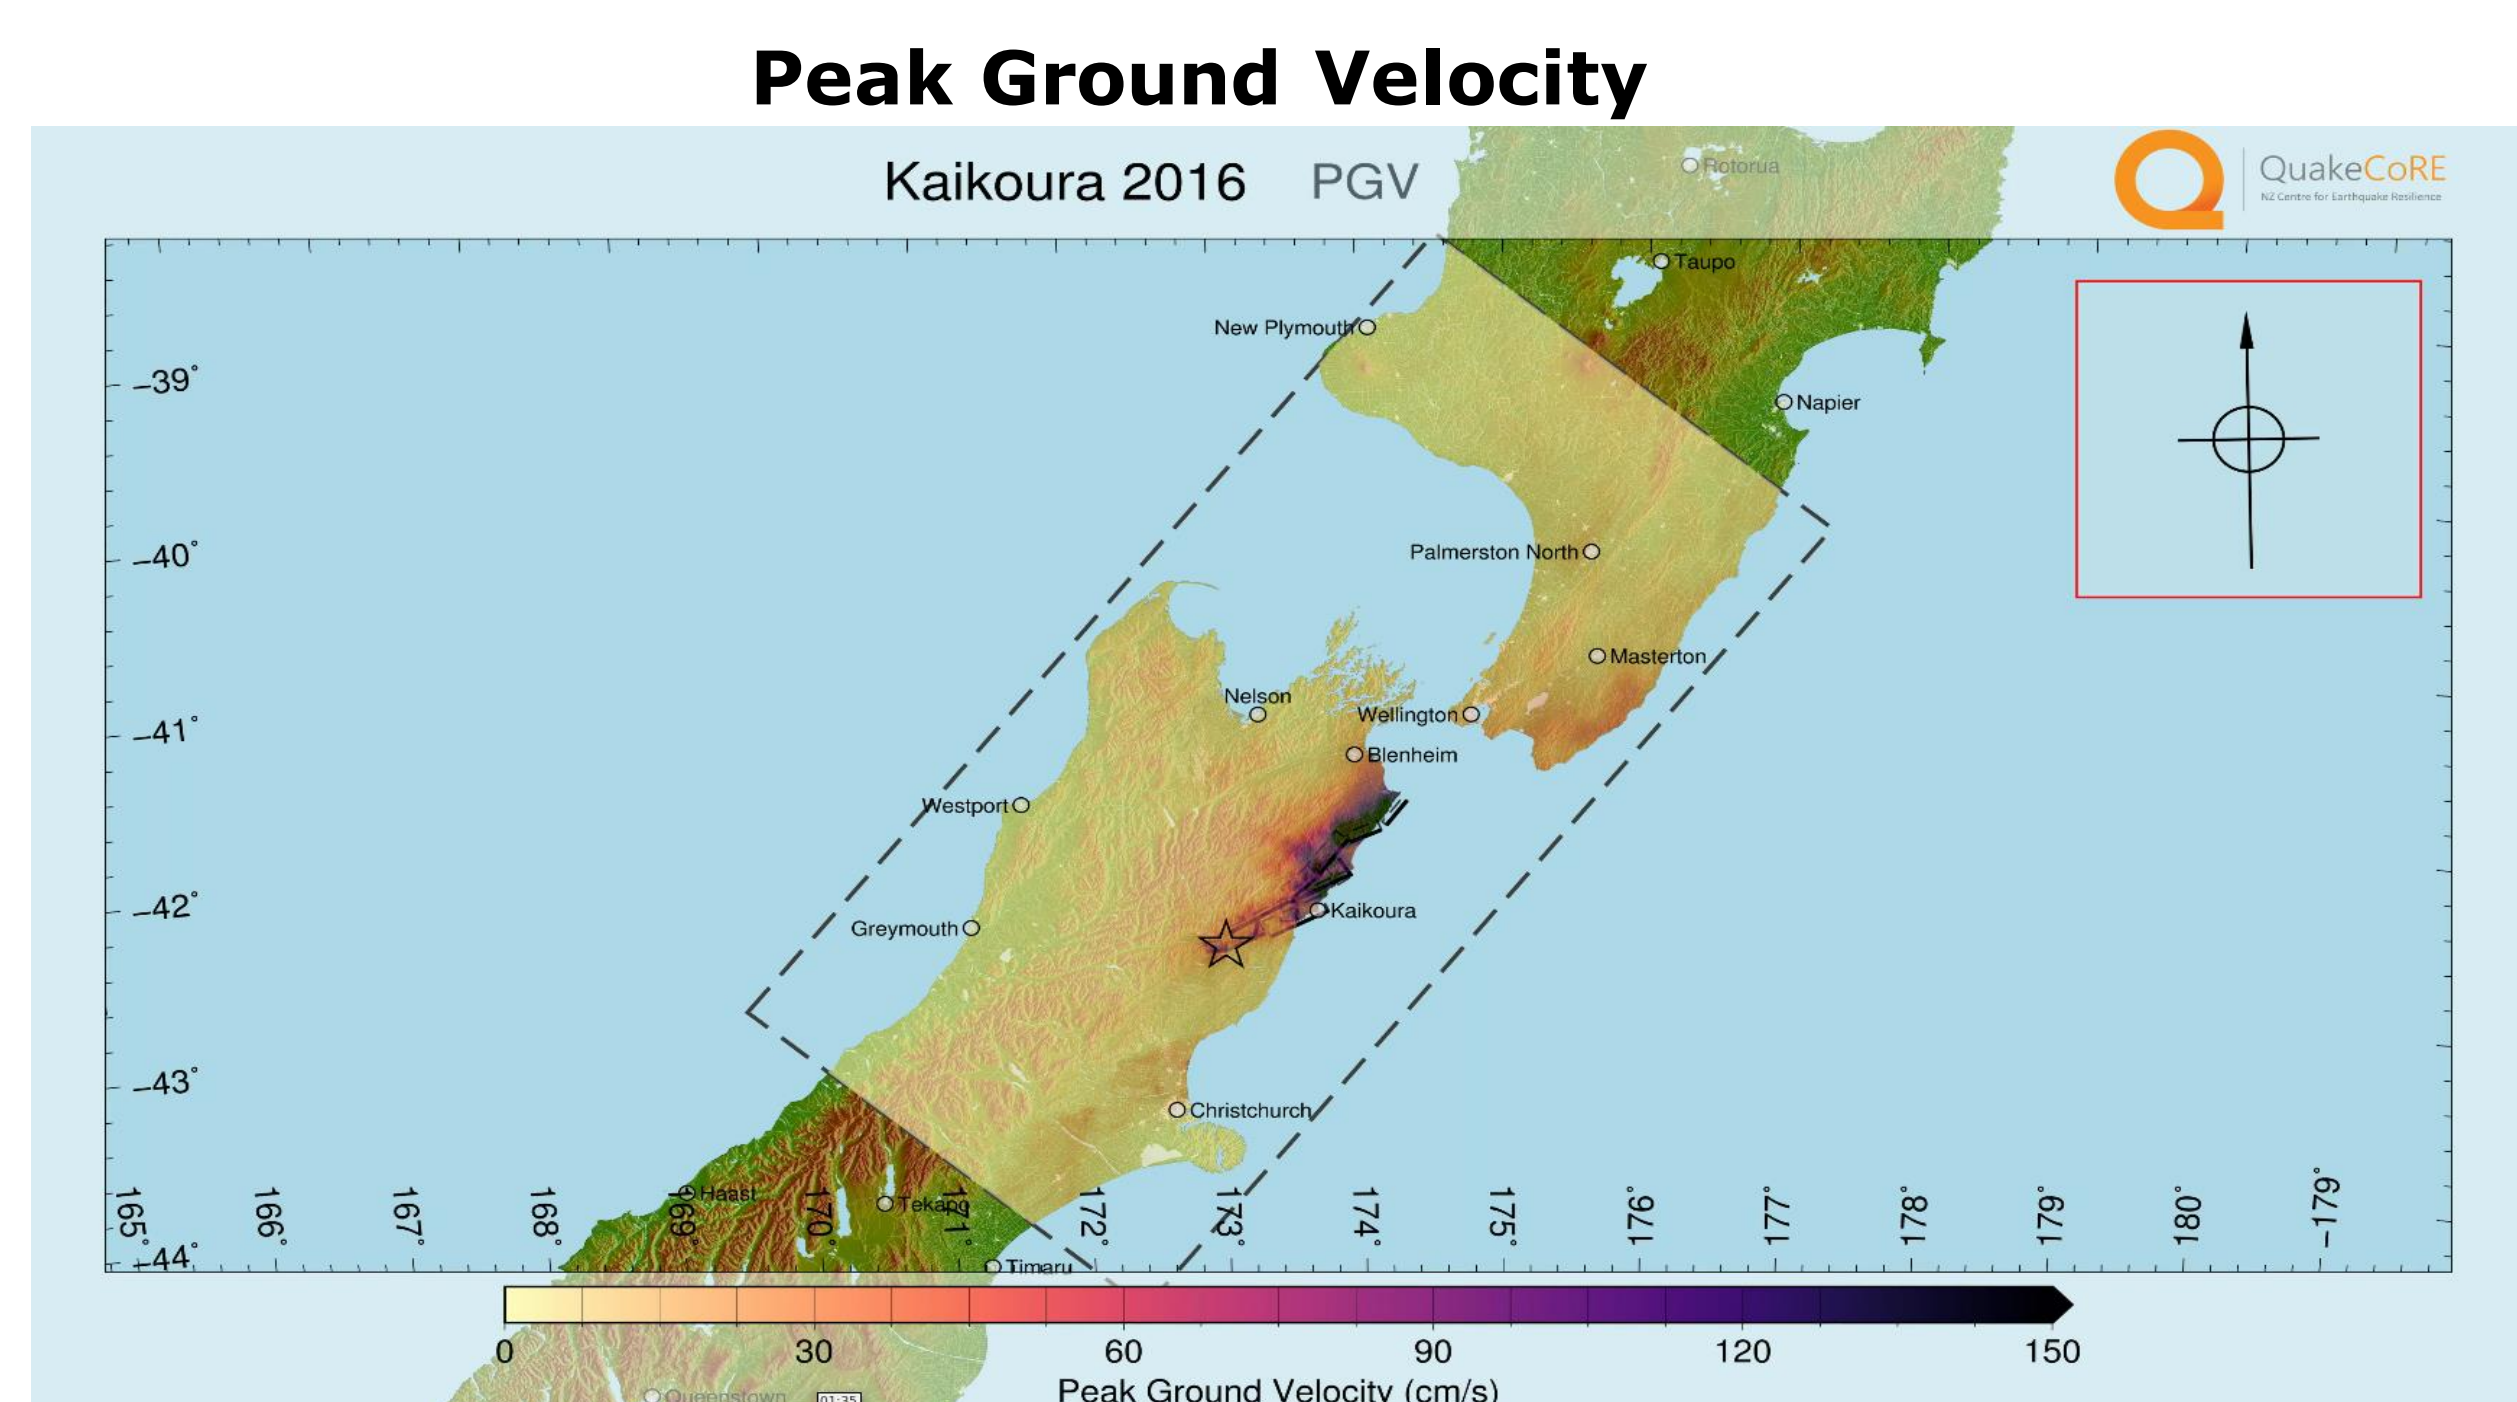 Peak Ground Velocity
Kaikoura 2016 PGV
QuakeCoRE
NZ Centre for Earthquake Resilience
Rotorua
Taupo
New Plymouth
Napier
Palmerston North
Masterton
Nelson
Wellington
Blenheim
Westport
Kaikoura
Greymouth
Christchurch
Haast
Tekapo
Timaru
Queenstown
−39°
−40°
−41°
−42°
−43°
−44°
165° 166° 167° 168° 169° 170° 171° 172° 173° 174° 175° 176° 177° 178° 179° 180° −179°
0 30 60 90 120 150
Peak Ground Velocity (cm/s)
01:35